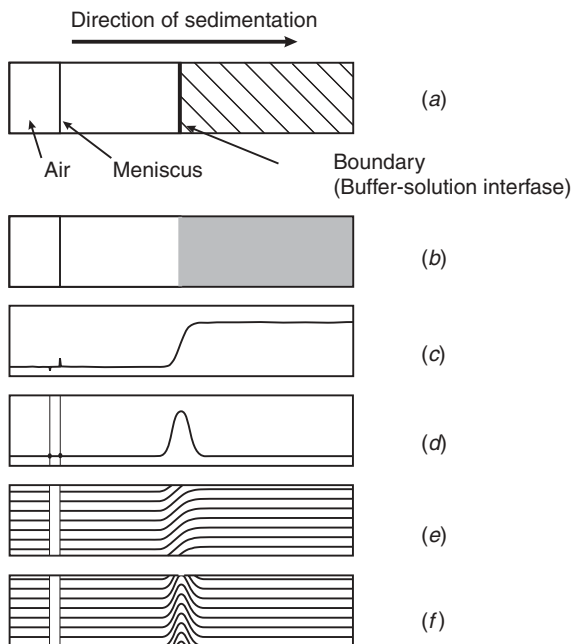 Direction of sedimentation
(a)
Air
Meniscus
Boundary
(Buffer-solution interfase)
(b)
(c)
(d)
(e)
(f)